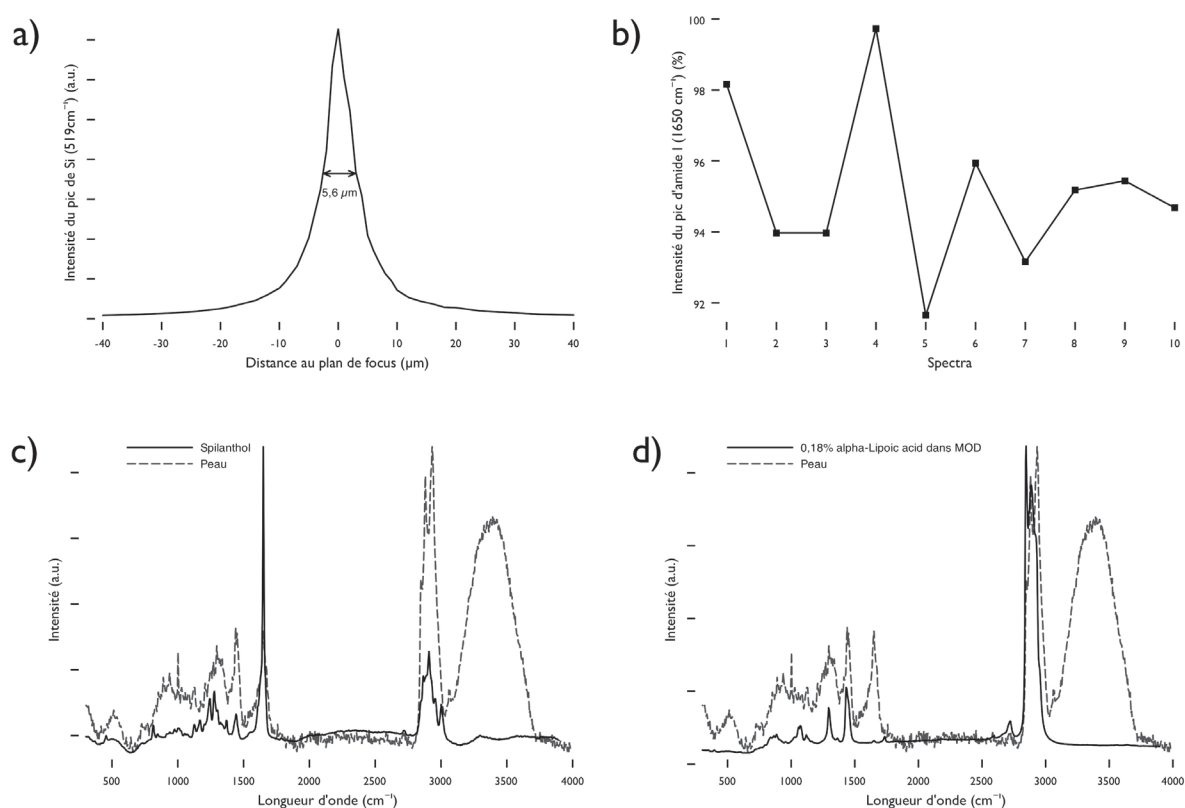 a)
Intensité du pic de Si (519cm⁻¹) (a.u.)
5,6 µm
-40 -30 -20 -10 0 10 20 30 40
Distance au plan de focus (µm)
b)
Intensité du pic d'amide I (1650 cm⁻¹) (%)
100
98
96
94
92
1 2 3 4 5 6 7 8 9 10
Spectra
c)
Spilanthol
Peau
Intensité (a.u.)
500 1000 1500 2000 2500 3000 3500 4000
Longueur d'onde (cm⁻¹)
d)
0,18% alpha-Lipoic acid dans MOD
Peau
Intensité (a.u.)
500 1000 1500 2000 2500 3000 3500 4000
Longueur d'onde (cm⁻¹)